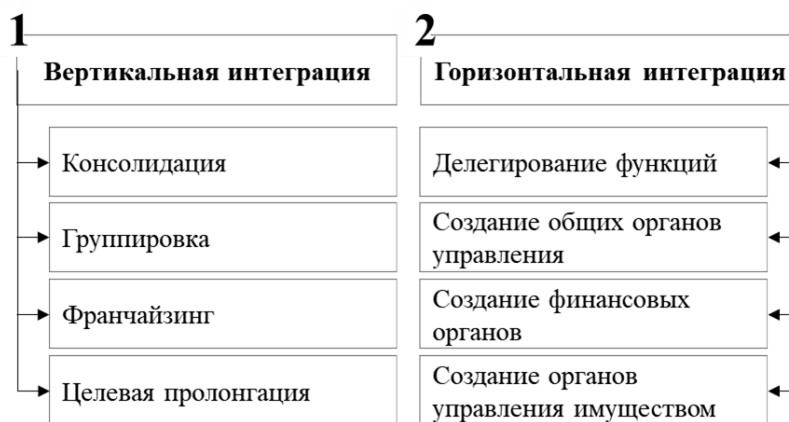 1
Вертикальная интеграция
Консолидация
Группировка
Франчайзинг
Целевая пролонгация
2
Горизонтальная интеграция
Делегирование функций
Создание общих органов
управления
Создание финансовых
органов
Создание органов
управления имуществом